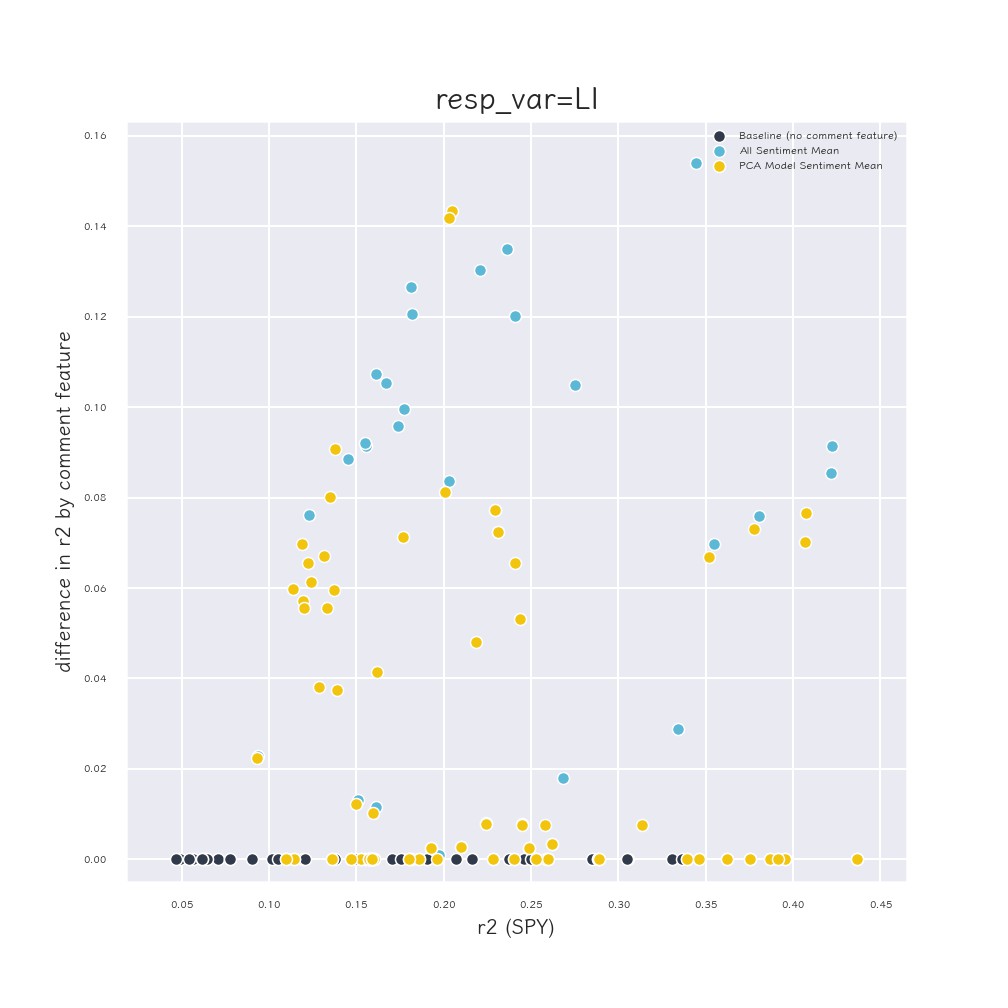 resp_var=LI
Baseline (no comment feature)
All Sentiment Mean
PCA Model Sentiment Mean
difference in r2 by comment feature
0.16
0.14
0.12
0.10
0.08
0.06
0.04
0.02
0.00
0.05 0.10 0.15 0.20 0.25 0.30 0.35 0.40 0.45
r2 (SPY)